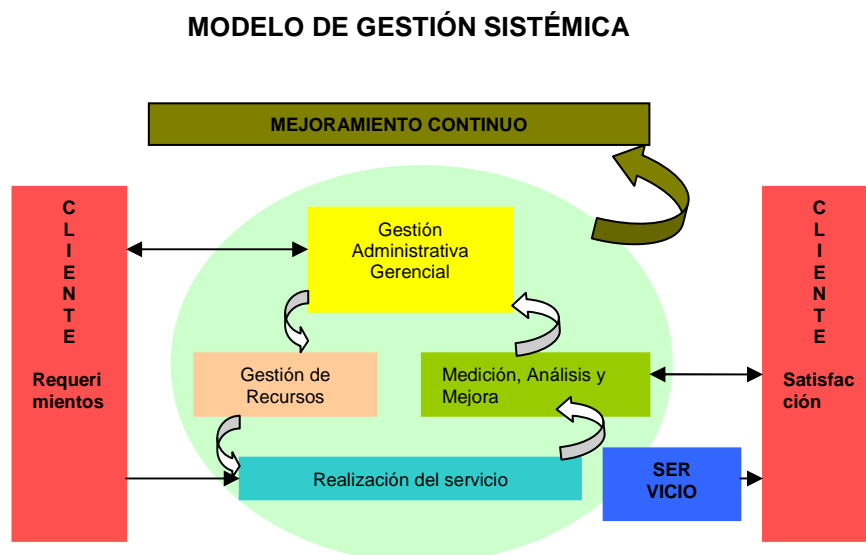 MODELO DE GESTIÓN SISTÉMICA
MEJORAMIENTO CONTINUO
C
L
I
E
N
T
E
Requeri
mientos
Gestión
Administrativa
Gerencial
Gestión de
Recursos
Medición, Análisis y
Mejora
Realización del servicio
SER
VICIO
C
L
I
E
N
T
E
Satisfac
ción